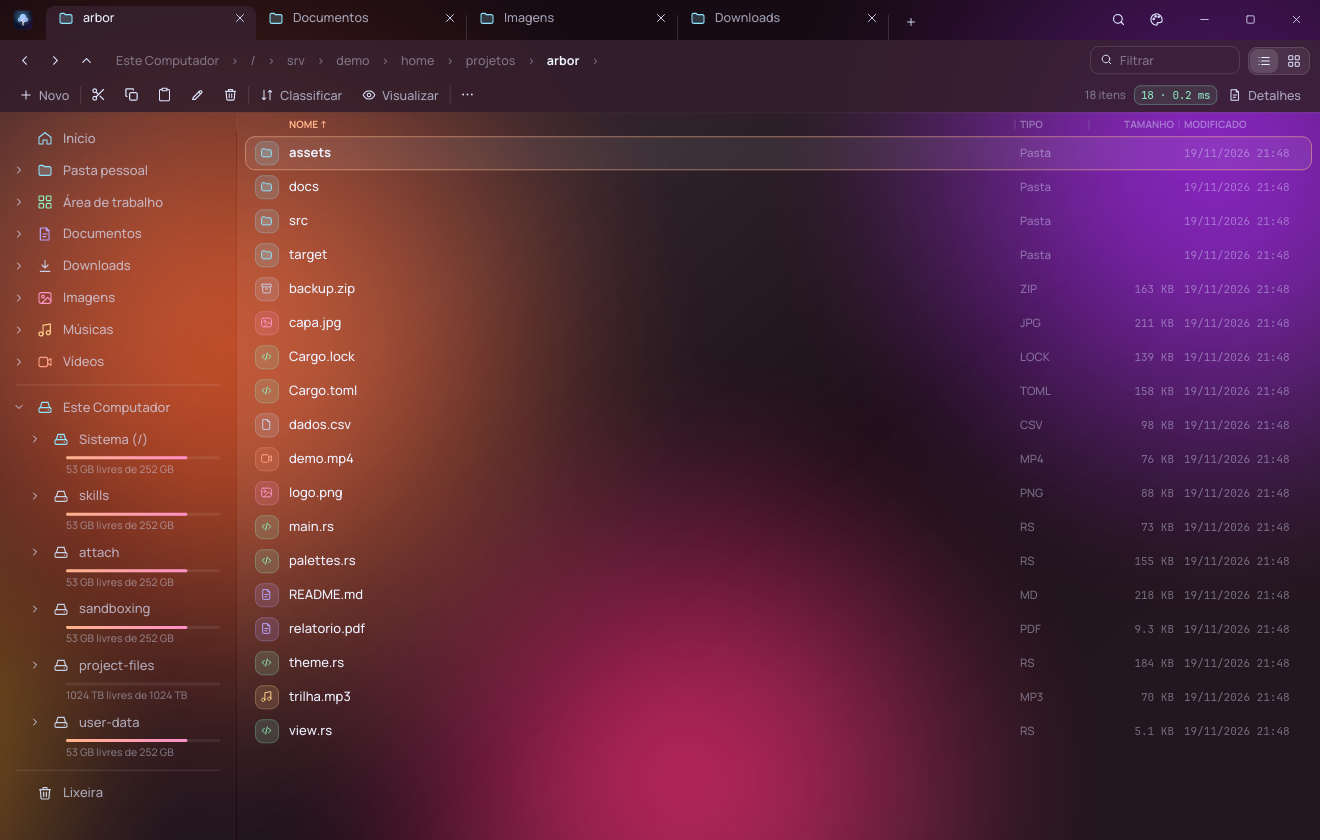 arbor Documentos Imagens Downloads
Este Computador › / › srv › demo › home › projetos › arbor ›
Filtrar
Novo Classificar Visualizar ···
18 itens 18 · 0.2 ms Detalhes
Início
Pasta pessoal
Área de trabalho
Documentos
Downloads
Imagens
Músicas
Vídeos
Este Computador
Sistema (/)
53 GB livres de 252 GB
skills
53 GB livres de 252 GB
attach
53 GB livres de 252 GB
sandboxing
53 GB livres de 252 GB
project-files
1024 TB livres de 1024 TB
user-data
53 GB livres de 252 GB
Lixeira
NOME ↑ TIPO TAMANHO MODIFICADO
assets Pasta 19/11/2026 21:48
docs Pasta 19/11/2026 21:48
src Pasta 19/11/2026 21:48
target Pasta 19/11/2026 21:48
backup.zip ZIP 163 KB 19/11/2026 21:48
capa.jpg JPG 211 KB 19/11/2026 21:48
Cargo.lock LOCK 139 KB 19/11/2026 21:48
Cargo.toml TOML 158 KB 19/11/2026 21:48
dados.csv CSV 98 KB 19/11/2026 21:48
demo.mp4 MP4 76 KB 19/11/2026 21:48
logo.png PNG 88 KB 19/11/2026 21:48
main.rs RS 73 KB 19/11/2026 21:48
palettes.rs RS 155 KB 19/11/2026 21:48
README.md MD 218 KB 19/11/2026 21:48
relatorio.pdf PDF 9.3 KB 19/11/2026 21:48
theme.rs RS 184 KB 19/11/2026 21:48
trilha.mp3 MP3 70 KB 19/11/2026 21:48
view.rs RS 5.1 KB 19/11/2026 21:48